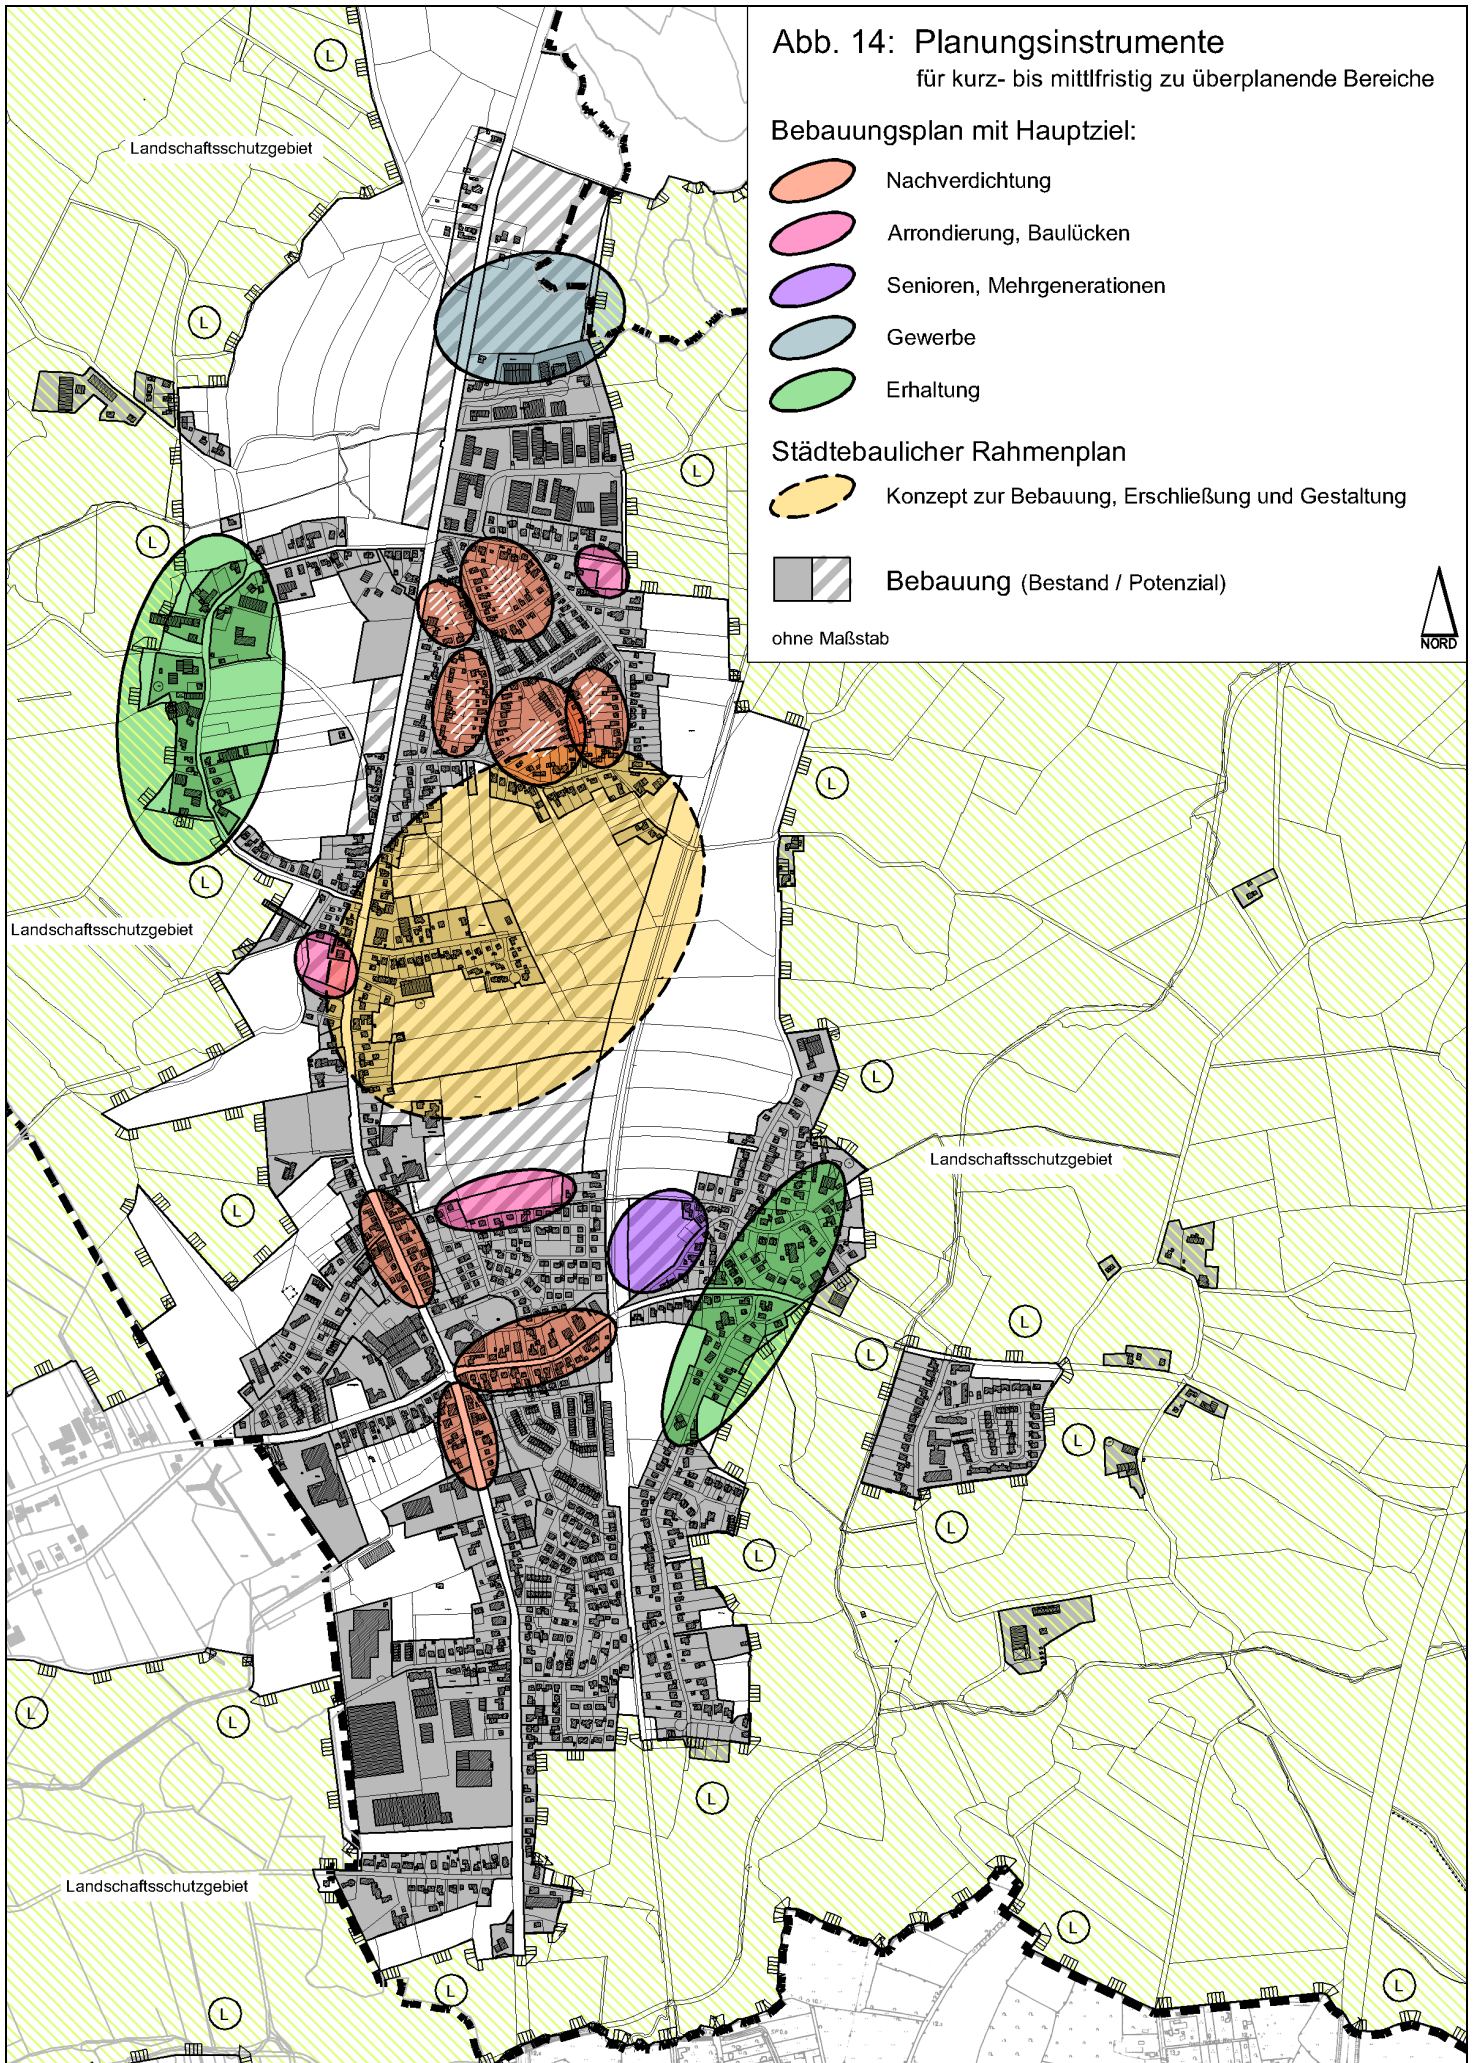 Abb. 14: Planungsinstrumente
für kurz- bis mittlfristig zu überplanende Bereiche
Bebauungsplan mit Hauptziel:
Nachverdichtung
Arrondierung, Baulücken
Senioren, Mehrgenerationen
Gewerbe
Erhaltung
Städtebaulicher Rahmenplan
Konzept zur Bebauung, Erschließung und Gestaltung
Bebauung (Bestand / Potenzial)
ohne Maßstab
NORD
L
Landschaftsschutzgebiet
L
L
L
L
L
Landschaftsschutzgebiet
L
Landschaftsschutzgebiet
L
L
L
L
L
L
L
L
L
Landschaftsschutzgebiet
L
L
L
L